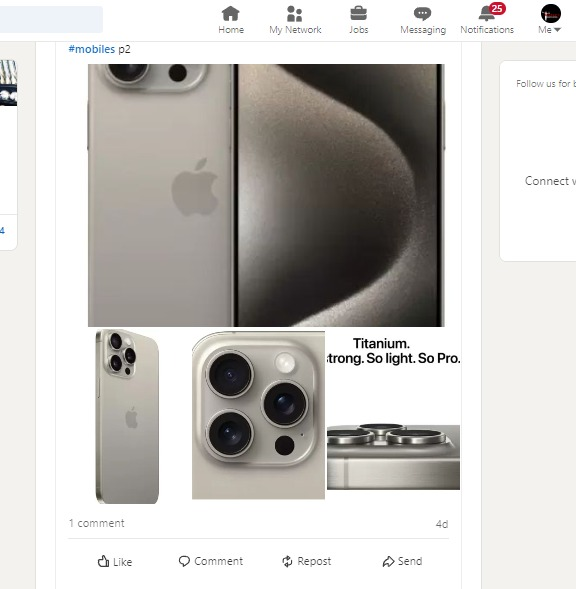 25
Home
My Network
Jobs
Messaging
Notifications
Me
#mobiles p2
Follow us for
Connect
4
Titanium.
So light. So Pro.
1 comment
4d
Like
Comment
Repost
Send